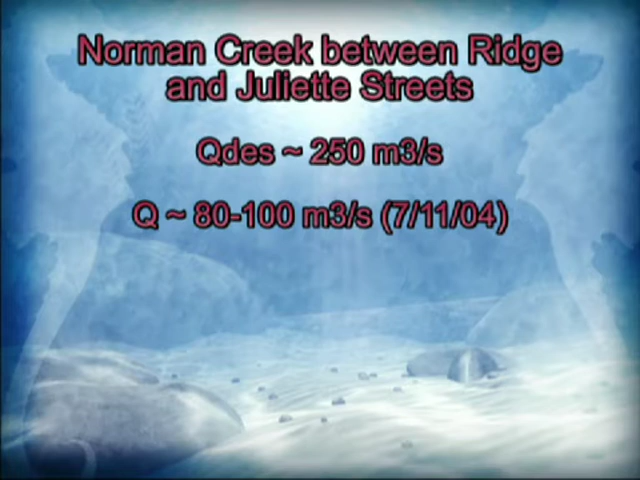 Norman Creek between Ridge
and Juliette Streets
Qdes ~ 250 m3/s
Q ~ 80-100 m3/s (7/11/04)